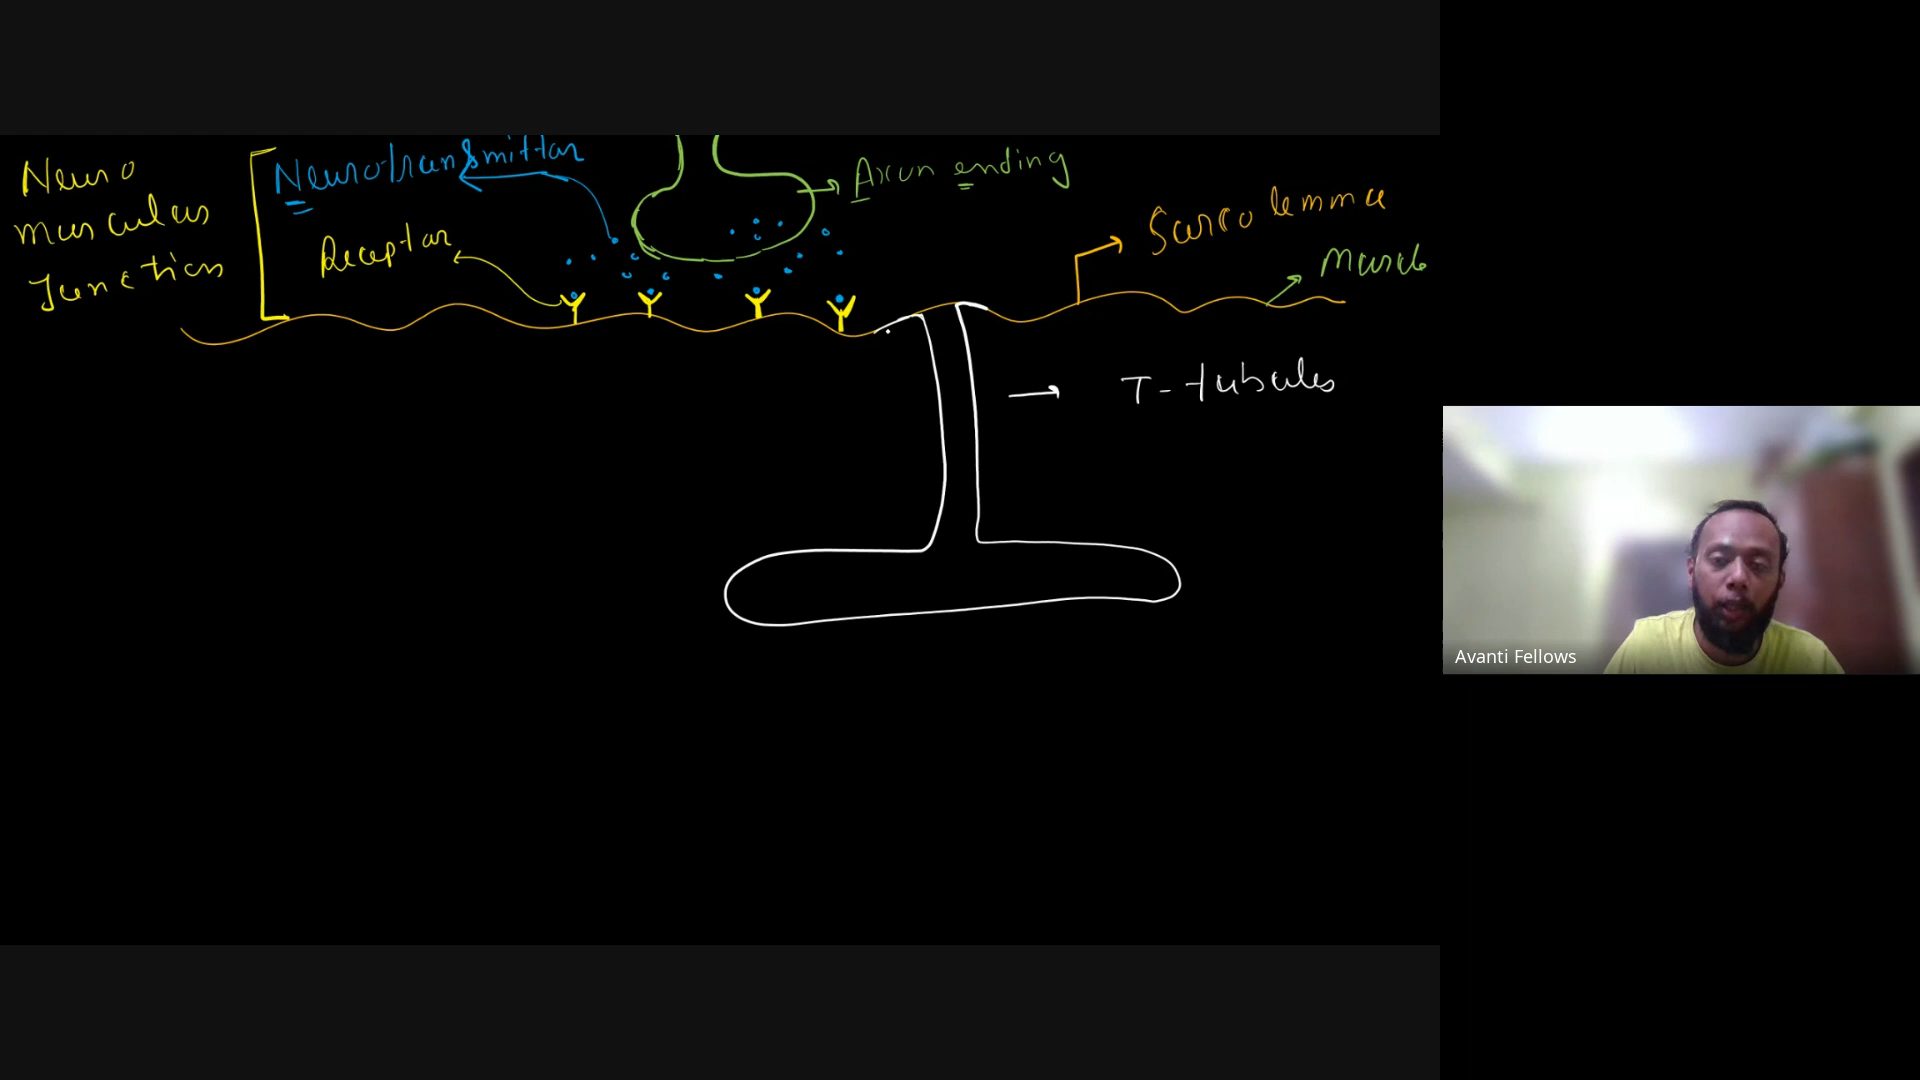 Neuro
muscular
Junction
Neurotransmitter
Receptor
Axon ending
Sarcolemma
Muscle
T-tubules
Avanti Fellows